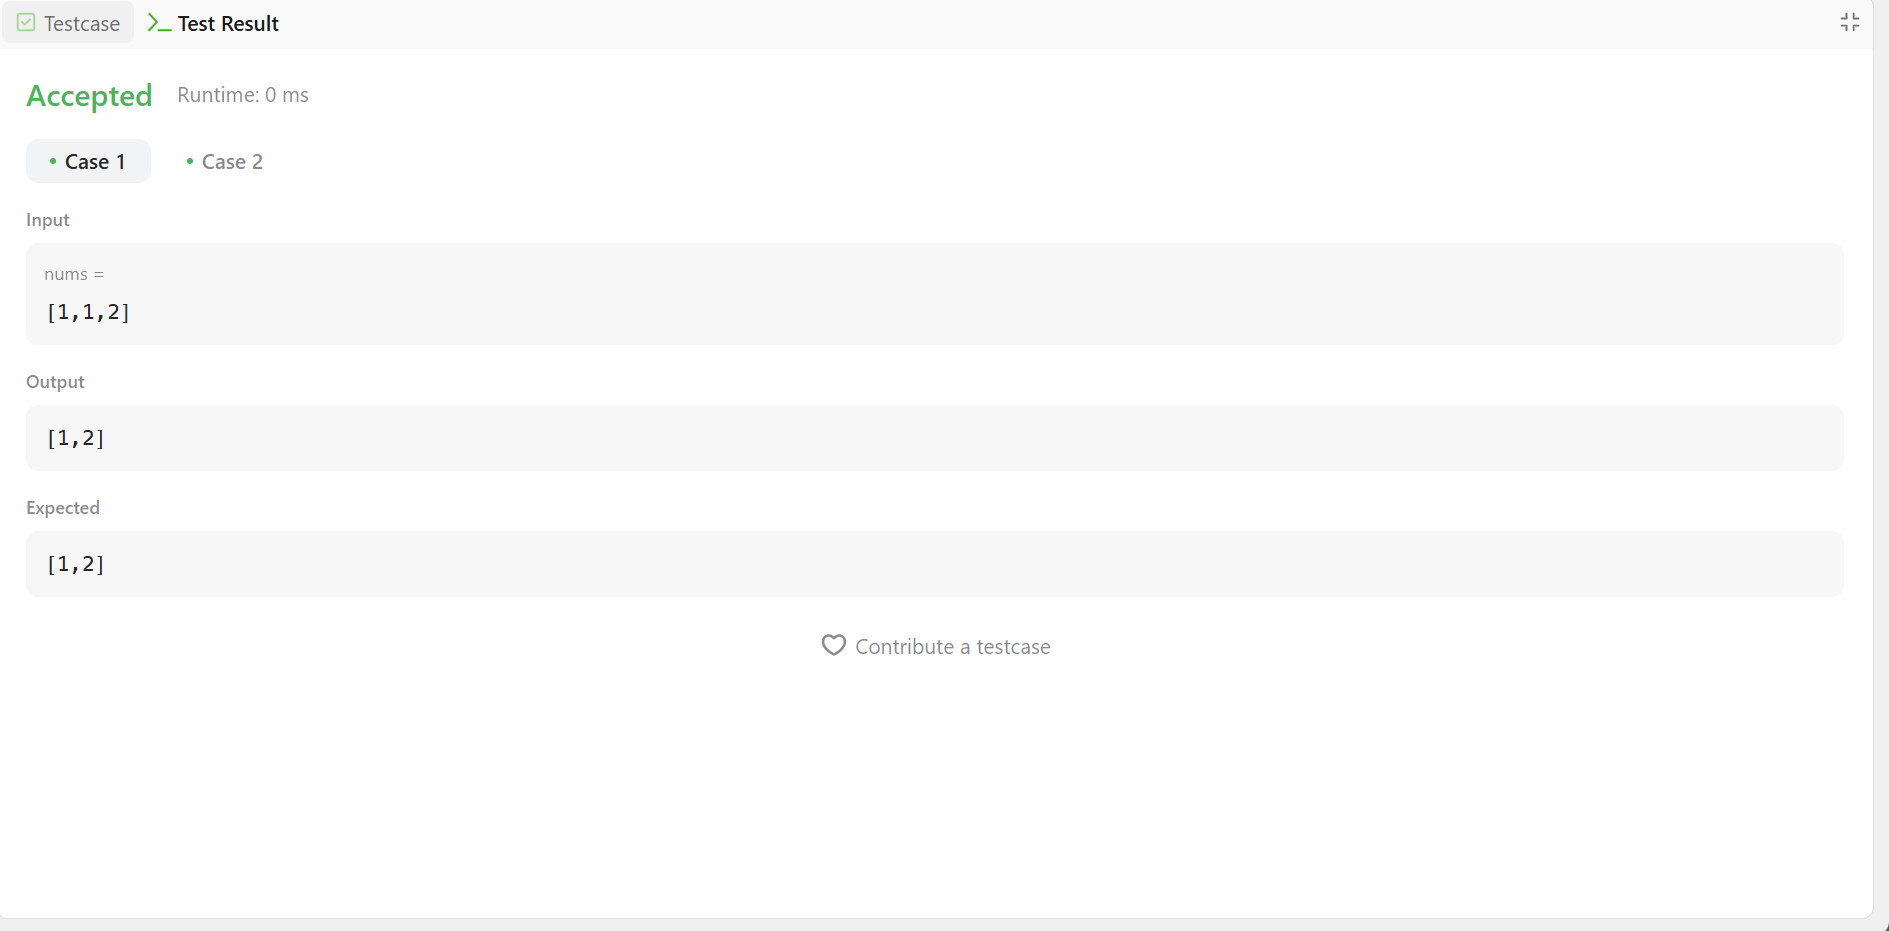 Testcase
Test Result
Accepted
Runtime: 0 ms
Case 1
Case 2
Input
nums =
[1,1,2]
Output
[1,2]
Expected
[1,2]
Contribute a testcase